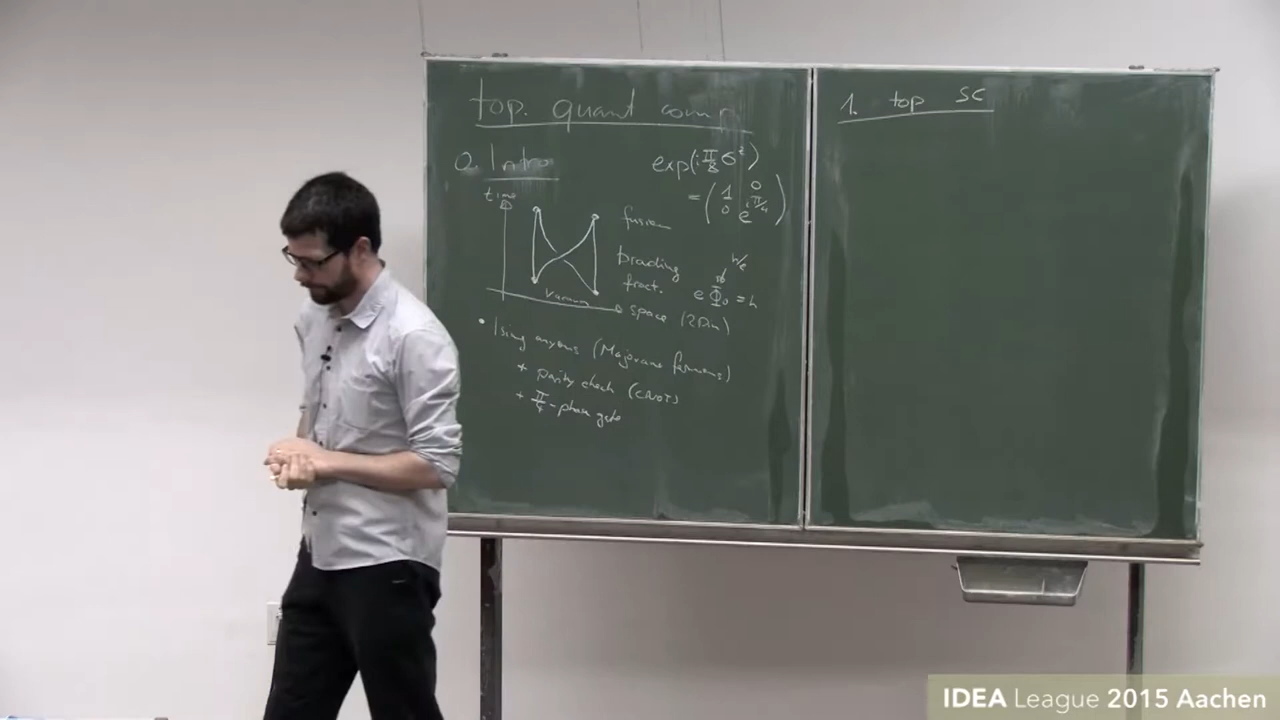 top. quant comp
0. Intro
exp(i π/8 σᶻ)
= (1 0
0 e^{iπ/4})
time
fusion
braiding
h/e
fract.
e Φ₀ = h
vacuum
space (2Dim)
• Ising anyons (Majorana fermions)
+ parity check (CNOT)
+ π/4-phase gate
1. top SC
IDEA League 2015 Aachen